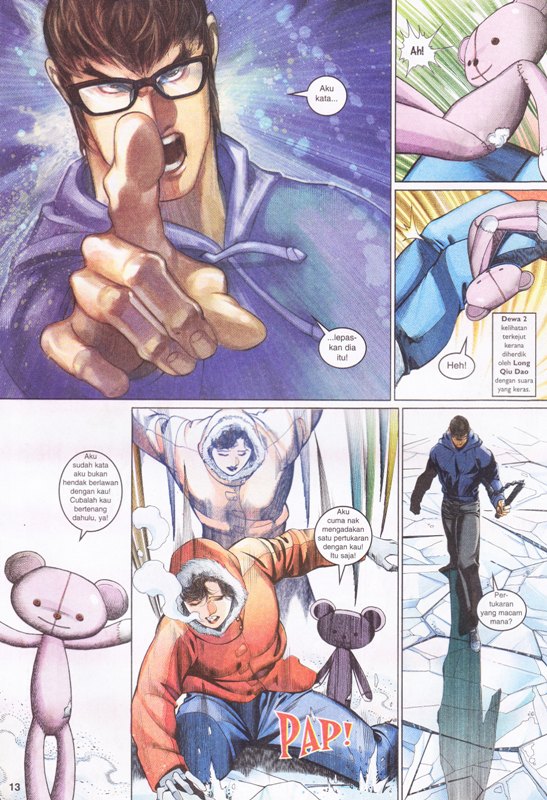 Aku
kata...
Ah!
...lepas-
kan dia
itu!
Heh!
Dewa 2
kelihatan
terkejut
kerana
diherdik
oleh Long
Qiu Dao
dengan suara
yang keras.
Aku
sudah kata
aku bukan
hendak berlawan
dengan kau!
Cubalah kau
bertenang
dahulu, ya!
Aku
cuma nak
mengadakan
satu pertukaran
dengan kau!
Itu saja!
PAP!
Per-
tukaran
yang macam
mana?
13